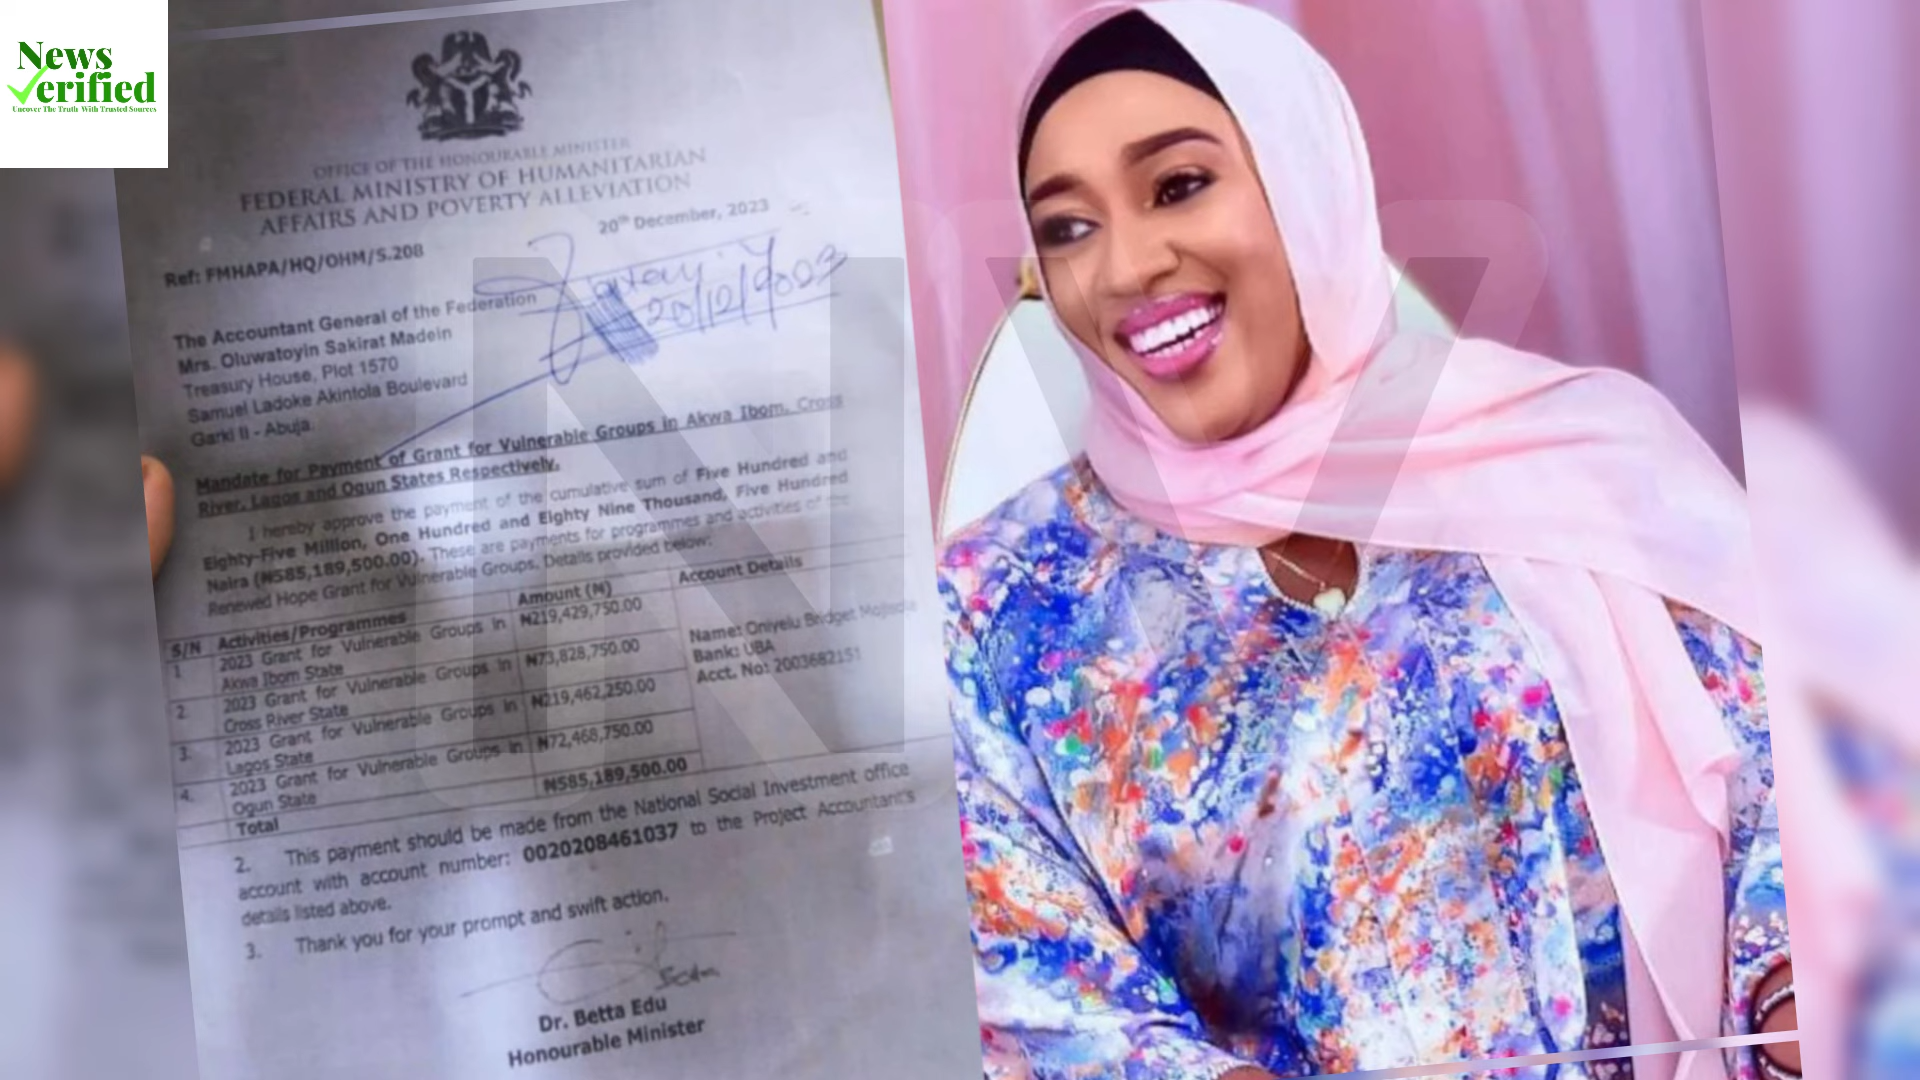 News
Verified
Uncover The Truth With Trusted Sources
OFFICE OF THE HONOURABLE MINISTER
FEDERAL MINISTRY OF HUMANITARIAN
AFFAIRS AND POVERTY ALLEVIATION
20th December, 2023
Ref: FMHAPA/HQ/OHM/S.208
20/12/2023
The Accountant General of the Federation
Mrs. Oluwatoyin Sakirat Madein
Treasury House, Plot 1570
Samuel Ladoke Akintola Boulevard
Garki II - Abuja.
Mandate for Payment of Grant for Vulnerable Groups in Akwa Ibom, Cross
River, Lagos and Ogun States Respectively.
I hereby approve the payment of the cumulative sum of Five Hundred and
Eighty-Five Million, One Hundred and Eighty Nine Thousand, Five Hundred
Naira (₦585,189,500.00). These are payments for programmes and activities of the
Renewed Hope Grant for Vulnerable Groups. Details provided below:
S/N Activities/Programmes Amount (₦) Account Details
1 2023 Grant for Vulnerable Groups in ₦219,429,750.00
Akwa Ibom State
2. 2023 Grant for Vulnerable Groups in ₦73,828,750.00
Cross River State
3. 2023 Grant for Vulnerable Groups in ₦219,462,250.00
Lagos State
4. 2023 Grant for Vulnerable Groups in ₦72,468,750.00
Ogun State
Total ₦585,189,500.00
Name: Oniyelu Bridget Mojisola
Bank: UBA
Acct. No: 2003682151
2. This payment should be made from the National Social Investment office
account with account number: 0020208461037 to the Project Accountant's
details listed above.
3. Thank you for your prompt and swift action.
Dr. Betta Edu
Honourable Minister
NV